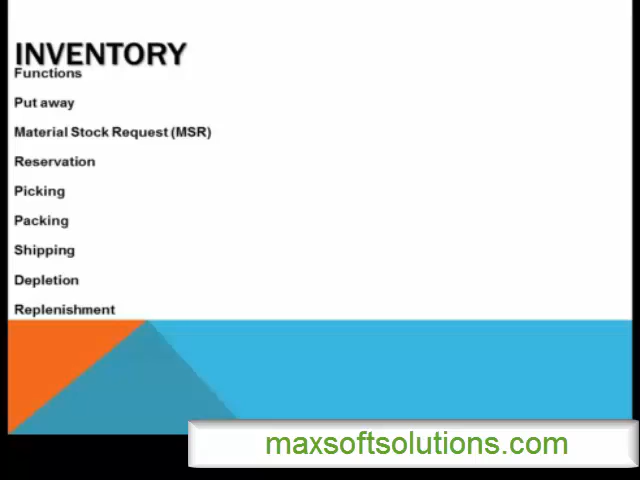 INVENTORY
Functions
Put away
Material Stock Request (MSR)
Reservation
Picking
Packing
Shipping
Depletion
Replenishment
maxsoftsolutions.com